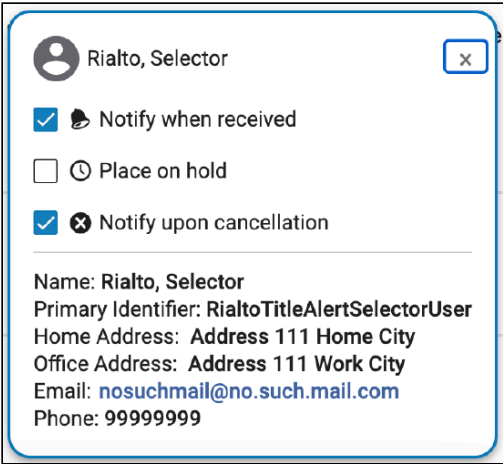 Rialto, Selector
x
Notify when received
Place on hold
Notify upon cancellation
Name: Rialto, Selector
Primary Identifier: RialtoTitleAlertSelectorUser
Home Address: Address 111 Home City
Office Address: Address 111 Work City
Email: nosuchmail@no.such.mail.com
Phone: 99999999